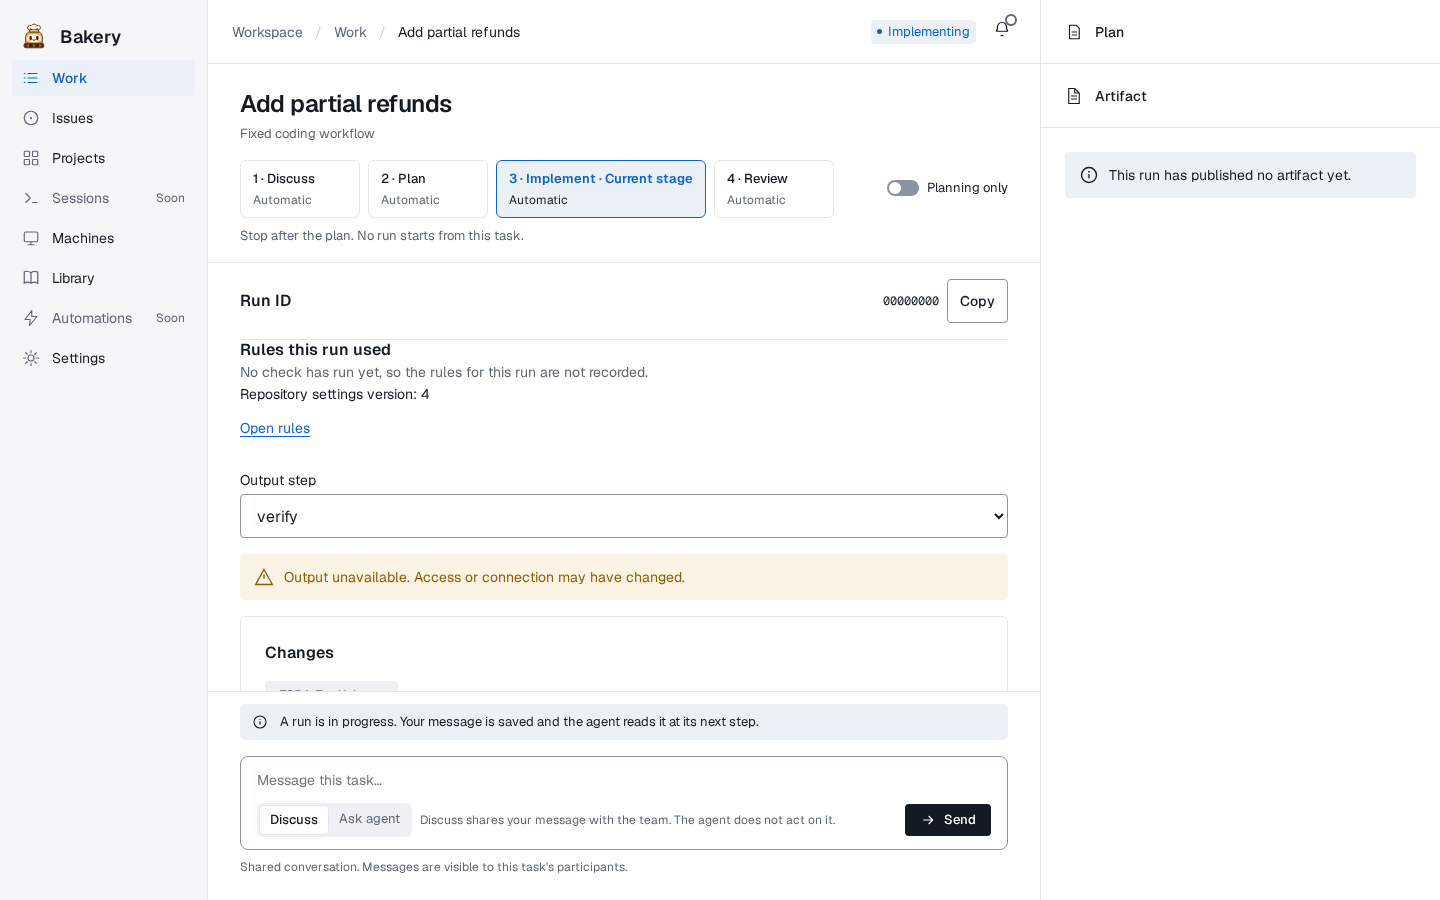 Bakery
Work
Issues
Projects
Sessions Soon
Machines
Library
Automations Soon
Settings
Workspace / Work / Add partial refunds
Implementing
Add partial refunds
Fixed coding workflow
1 · Discuss
Automatic
2 · Plan
Automatic
3 · Implement · Current stage
Automatic
4 · Review
Automatic
Planning only
Stop after the plan. No run starts from this task.
Run ID
00000000
Copy
Rules this run used
No check has run yet, so the rules for this run are not recorded.
Repository settings version: 4
Open rules
Output step
verify
Output unavailable. Access or connection may have changed.
Changes
A run is in progress. Your message is saved and the agent reads it at its next step.
Message this task...
Discuss
Ask agent
Discuss shares your message with the team. The agent does not act on it.
Send
Shared conversation. Messages are visible to this task's participants.
Plan
Artifact
This run has published no artifact yet.